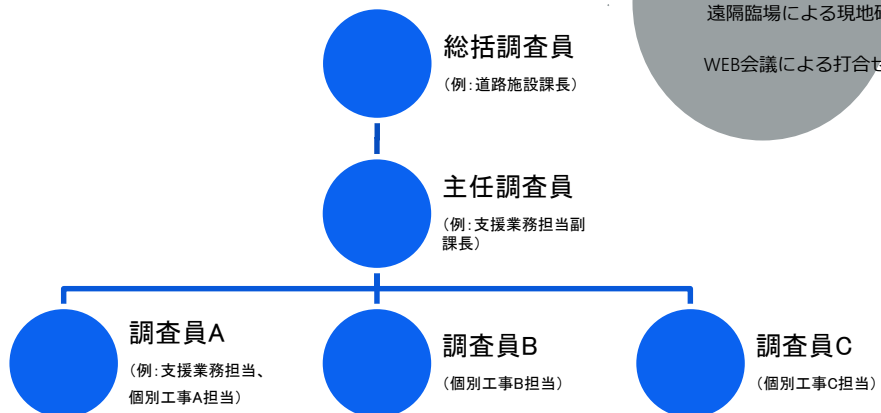 遠隔臨場による現地
WEB会議による打合
総括調査員
（例：道路施設課長）
主任調査員
（例：支援業務担当副
課長）
調査員A
（例：支援業務担当、
個別工事A担当）
調査員B
（個別工事B担当）
調査員C
（個別工事C担当）